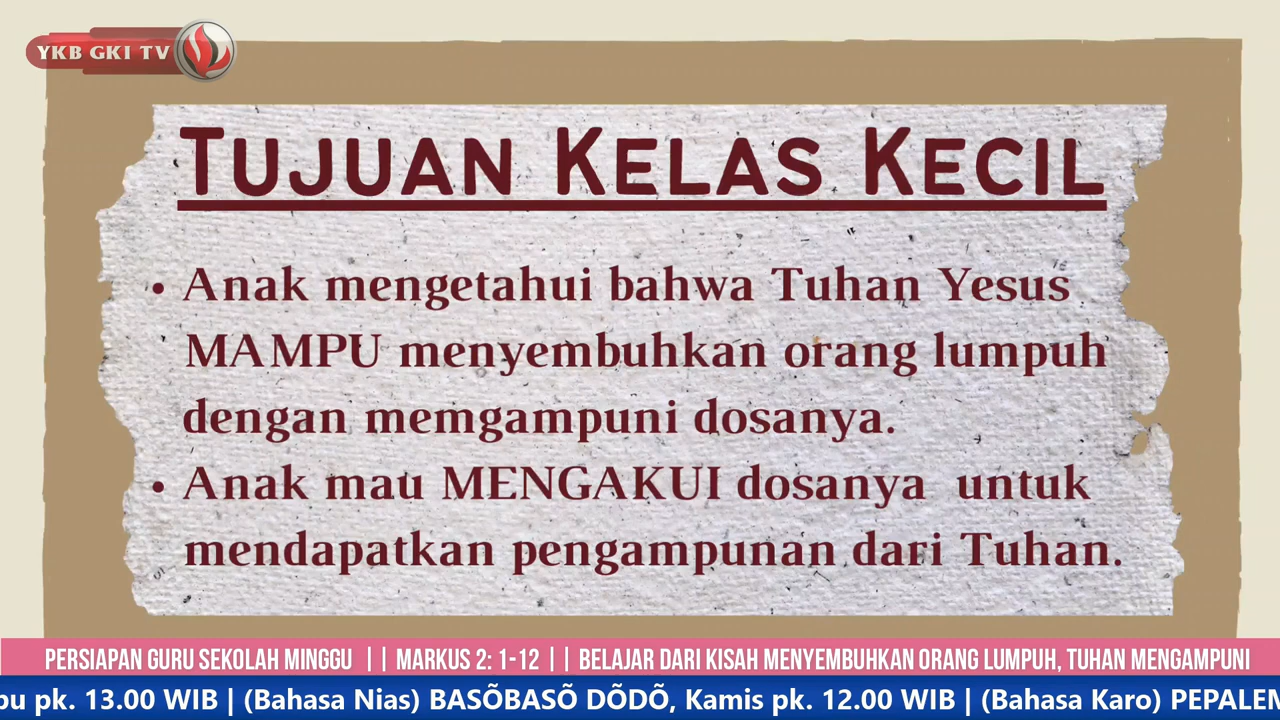 YKB GKI TV
TUJUAN KELAS KECIL
• Anak mengetahui bahwa Tuhan Yesus
MAMPU menyembuhkan orang lumpuh
dengan memgampuni dosanya.
• Anak mau MENGAKUI dosanya untuk
mendapatkan pengampunan dari Tuhan.
PERSIAPAN GURU SEKOLAH MINGGU || MARKUS 2: 1-12 || BELAJAR DARI KISAH MENYEMBUHKAN ORANG LUMPUH, TUHAN MENGAMPUNI
pk. 13.00 WIB | (Bahasa Nias) BASÕBASÕ DÕDÕ, Kamis pk. 12.00 WIB | (Bahasa Karo)